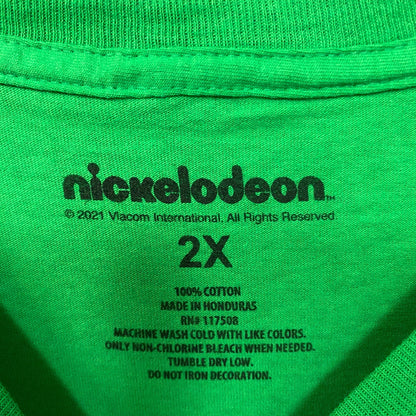 nickelodeon™
© 2021 Viacom International. All Rights Reserved
2X
100% COTTON
MADE IN HONDURAS
RN# 117508
MACHINE WASH COLD WITH LIKE COLORS.
ONLY NON-CHLORINE BLEACH WHEN NEEDED.
TUMBLE DRY LOW.
DO NOT IRON DECORATION.